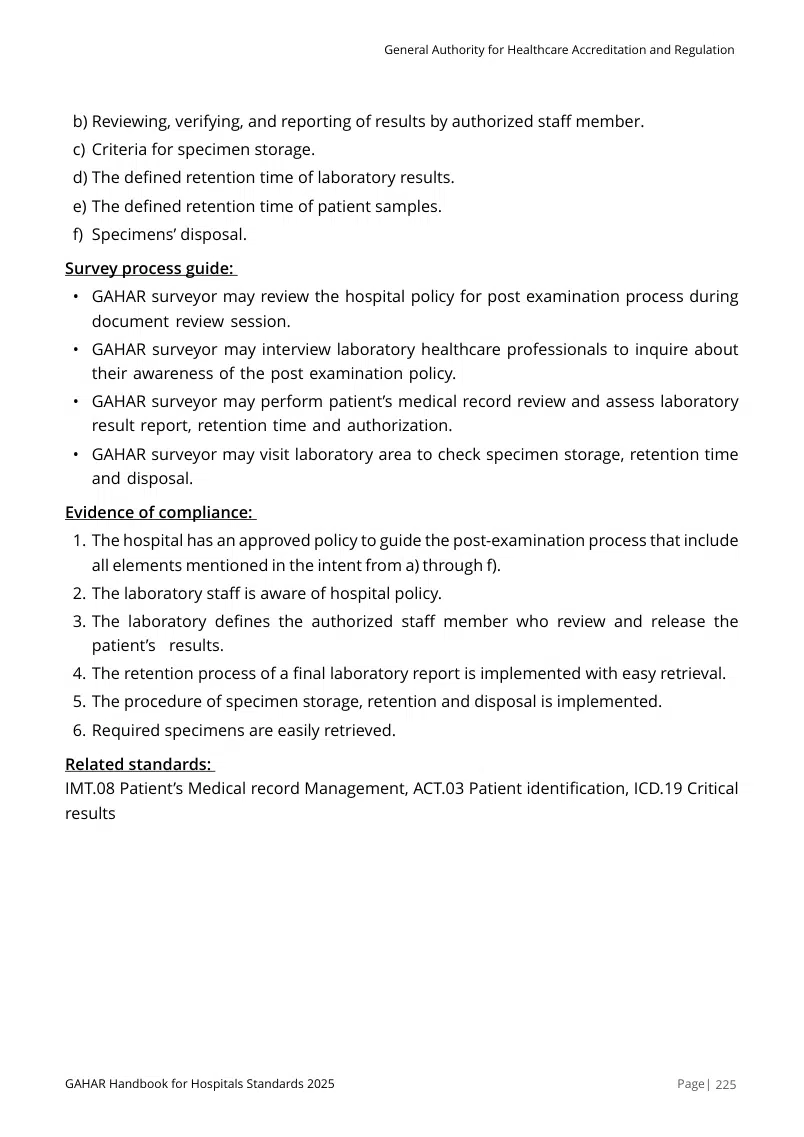 General Authority for Healthcare Accreditation and Regulation
b) Reviewing, verifying, and reporting of results by authorized staff member.
c) Criteria for specimen storage.
d) The defined retention time of laboratory results.
e) The defined retention time of patient samples.
f) Specimens’ disposal.
Survey process guide:
• GAHAR surveyor may review the hospital policy for post examination process during
document review session.
• GAHAR surveyor may interview laboratory healthcare professionals to inquire about
their awareness of the post examination policy.
• GAHAR surveyor may perform patient’s medical record review and assess laboratory
result report, retention time and authorization.
• GAHAR surveyor may visit laboratory area to check specimen storage, retention time
and disposal.
Evidence of compliance:
1. The hospital has an approved policy to guide the post-examination process that include
all elements mentioned in the intent from a) through f).
2. The laboratory staff is aware of hospital policy.
3. The laboratory defines the authorized staff member who review and release the
patient’s results.
4. The retention process of a final laboratory report is implemented with easy retrieval.
5. The procedure of specimen storage, retention and disposal is implemented.
6. Required specimens are easily retrieved.
Related standards:
IMT.08 Patient’s Medical record Management, ACT.03 Patient identification, ICD.19 Critical
results
GAHAR Handbook for Hospitals Standards 2025
Page| 225